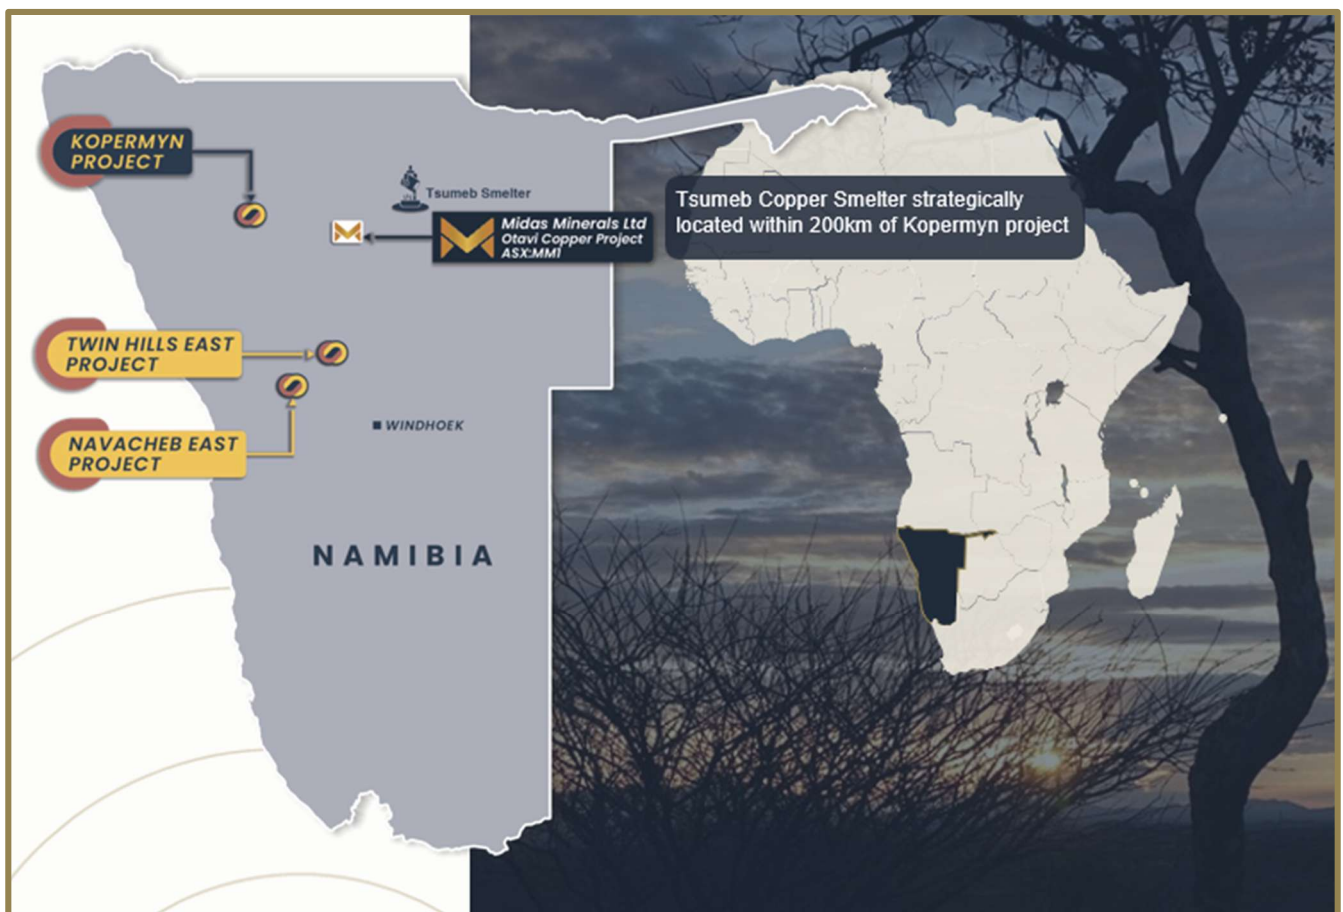 KOPERMYN
PROJECT
Tsumeb Smelter
Midas Minerals Ltd
Otavi Copper Project
ASX:MM1
Tsumeb Copper Smelter strategically
located within 200km of Kopermyn project
TWIN HILLS EAST
PROJECT
NAVACHEB EAST
PROJECT
WINDHOEK
NAMIBIA